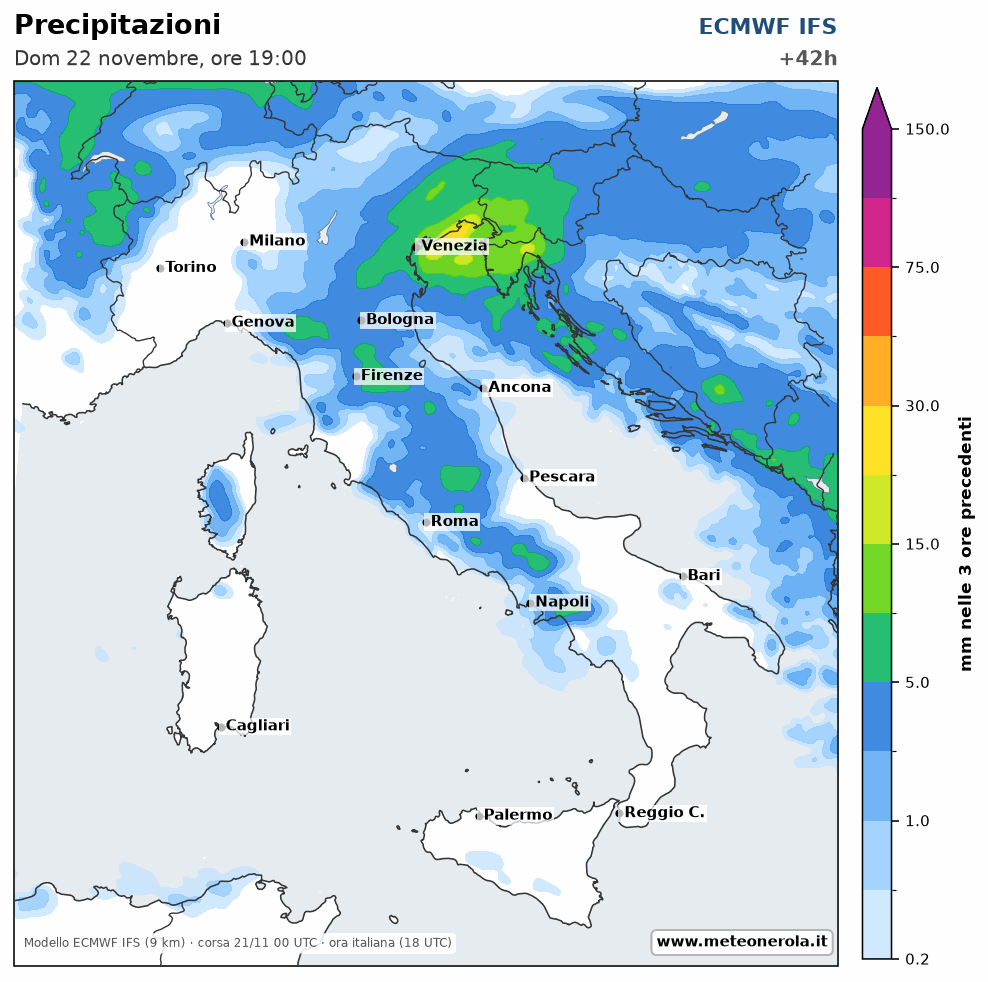 Precipitazioni
ECMWF IFS
Dom 22 novembre, ore 19:00
+42h
150.0
75.0
30.0
15.0
5.0
1.0
0.2
mm nelle 3 ore precedenti
Milano
Venezia
Torino
Genova
Bologna
Firenze
Ancona
Pescara
Roma
Bari
Napoli
Cagliari
Palermo
Reggio C.
Modello ECMWF IFS (9 km) · corsa 21/11 00 UTC · ora italiana (18 UTC)
www.meteonerola.it